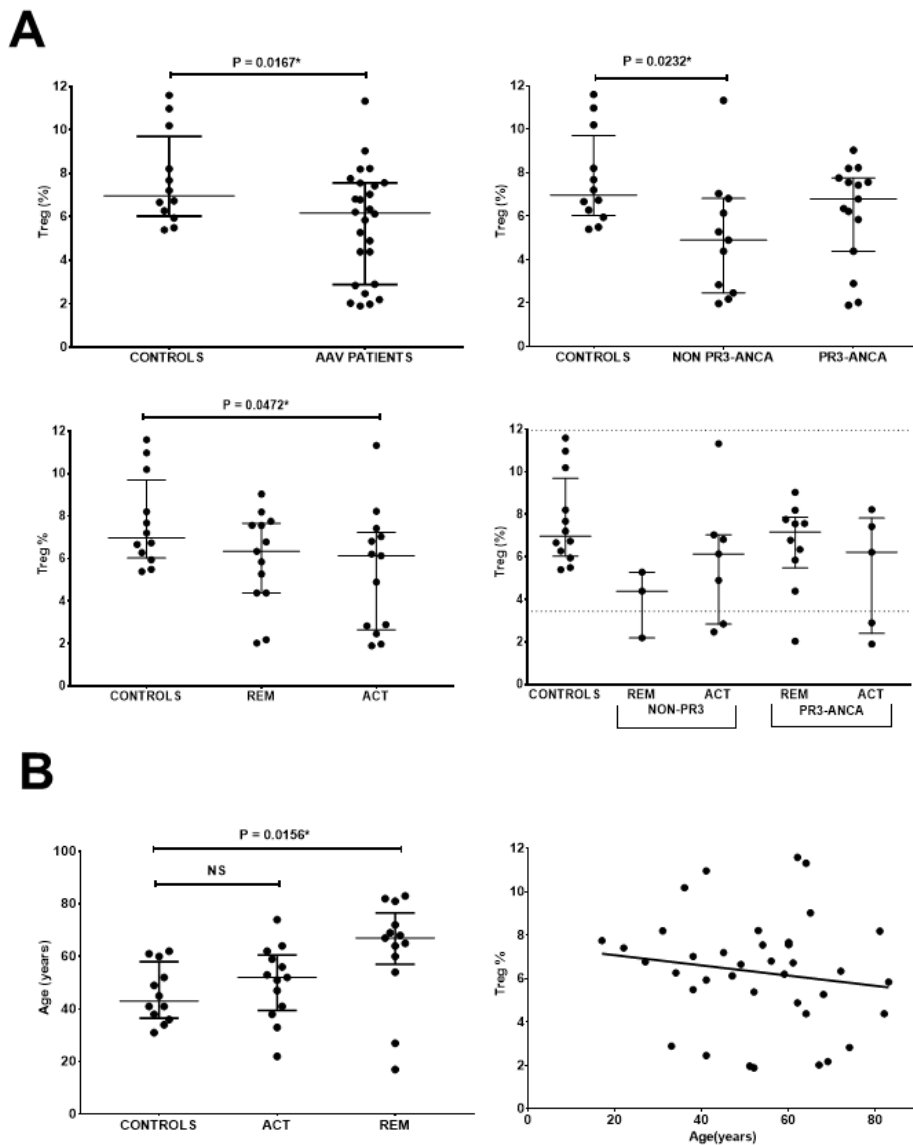 A
P = 0.0167*
12
10
8
6
4
2
0
Treg (%)
CONTROLS AAV PATIENTS
P = 0.0232*
12
10
8
6
4
2
0
Treg (%)
CONTROLS NON PR3-ANCA PR3-ANCA
P = 0.0472*
12
10
8
6
4
2
0
Treg %
CONTROLS REM ACT
12
10
8
6
4
2
0
Treg (%)
CONTROLS REM ACT REM ACT
NON-PR3 PR3-ANCA
B
P = 0.0156*
NS
100
80
60
40
20
0
Age (years)
CONTROLS ACT REM
12
10
8
6
4
2
0
Treg %
20 40 60 80
Age(years)